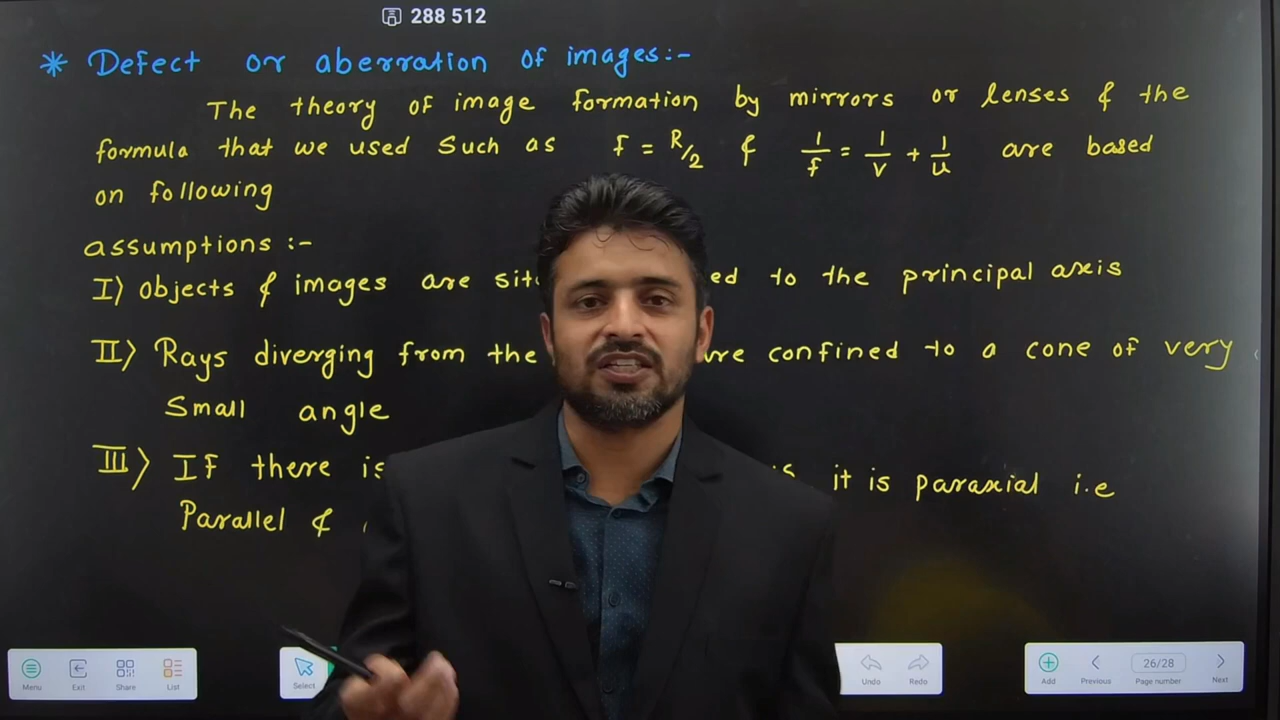 288 512
* Defect or aberration of images:-
The theory of image formation by mirrors or lenses & the
formula that we used such as f = R/2 & 1/f = 1/v + 1/u are based
on following
assumptions :-
I) Objects & images are to the principal axis
II) Rays diverging from the confined to a cone of very
Small angle
III) If there is it is paraxial i.e
Parallel &
Menu
Exit
Share
List
Select
Undo
Redo
Add
Previous
26/28
Page number
Next